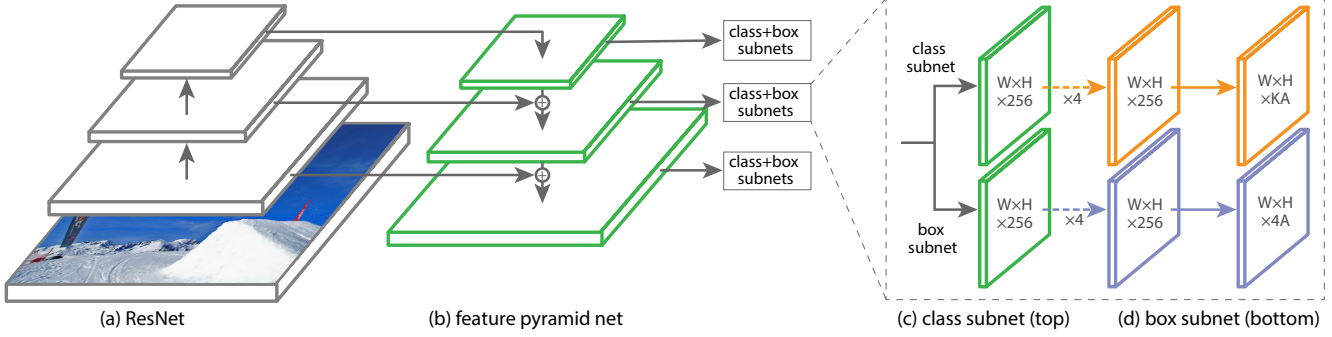 class+box
subnets
class+box
subnets
class+box
subnets
class
subnet
W×H
×256
×4
W×H
×256
W×H
×KA
box
subnet
W×H
×256
×4
W×H
×256
W×H
×4A
(a) ResNet
(b) feature pyramid net
(c) class subnet (top)
(d) box subnet (bottom)